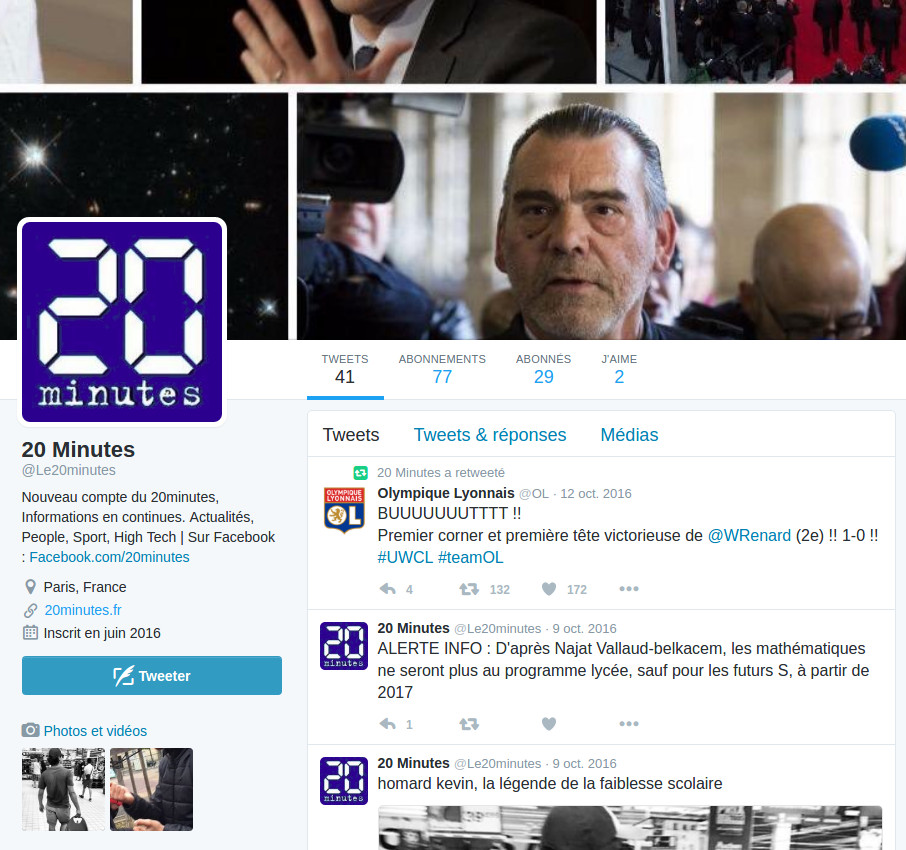 20
minutes
TWEETS
41
ABONNEMENTS
77
ABONNÉS
29
J'AIME
2
20 Minutes
@Le20minutes
Nouveau compte du 20minutes,
Informations en continues. Actualités,
People, Sport, High Tech | Sur Facebook
: Facebook.com/20minutes
Paris, France
20minutes.fr
Inscrit en juin 2016
Tweeter
Photos et vidéos
Tweets
Tweets & réponses
Médias
20 Minutes a retweeté
OLYMPIQUE
LYONNAIS
OL
Olympique Lyonnais @OL · 12 oct. 2016
BUUUUUUUTTTT !!
Premier corner et première tête victorieuse de @WRenard (2e) !! 1-0 !!
#UWCL #teamOL
4 132 172
20
minutes
20 Minutes @Le20minutes · 9 oct. 2016
ALERTE INFO : D'après Najat Vallaud-belkacem, les mathématiques
ne seront plus au programme lycée, sauf pour les futurs S, à partir de
2017
1
20
minutes
20 Minutes @Le20minutes · 9 oct. 2016
homard kevin, la légende de la faiblesse scolaire